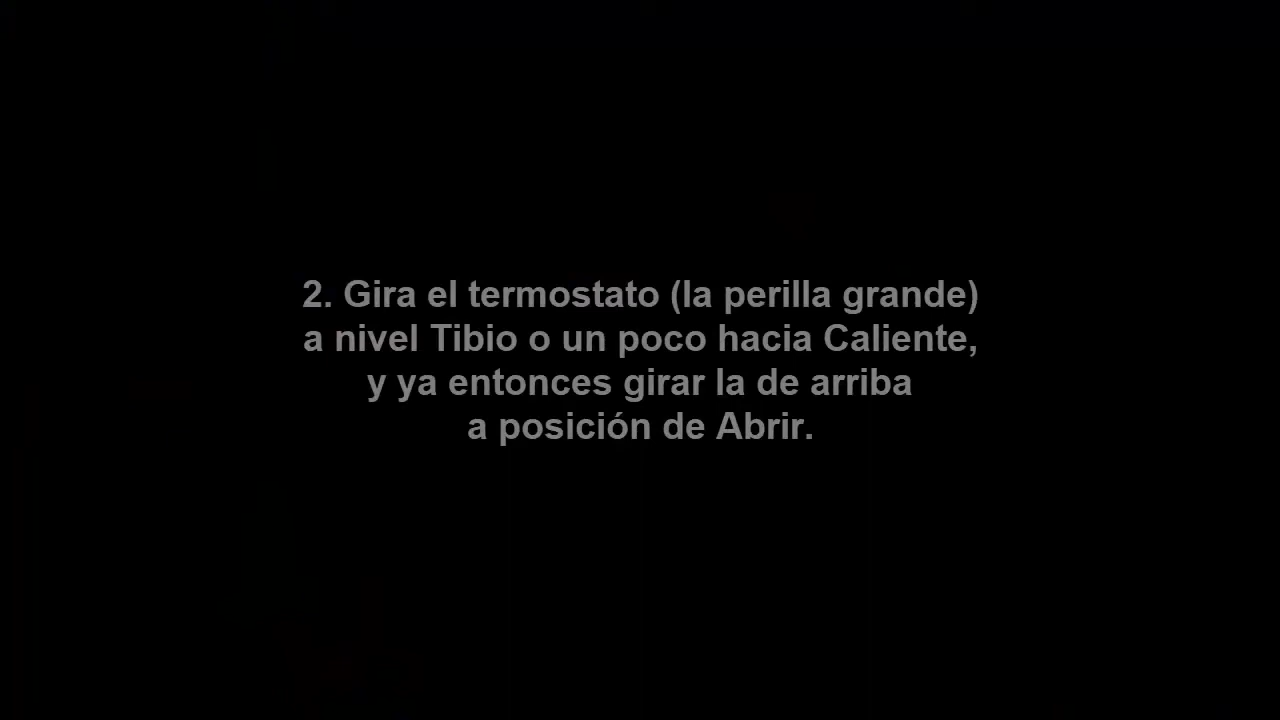 2. Gira el termostato (la perilla grande)
a nivel Tibio o un poco hacia Caliente,
y ya entonces girar la de arriba
a posición de Abrir.